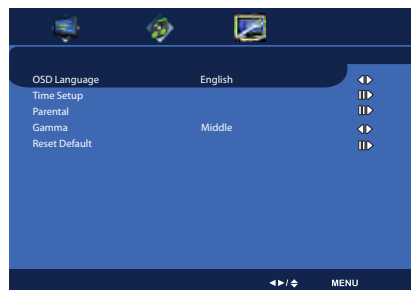 OSD Language English
Time Setup
Parental
Gamma Middle
Reset Default
◄►/♦ MENU